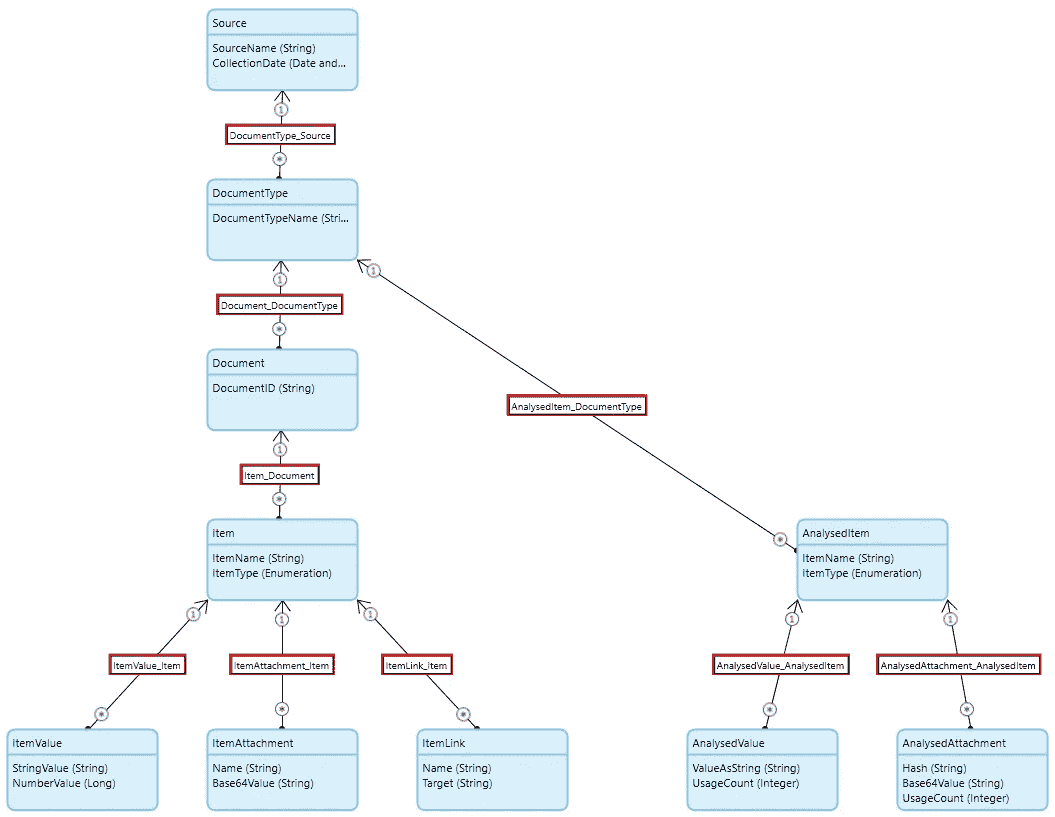 Source
SourceName (String)
CollectionDate (Date and...
1
DocumentType_Source
*
DocumentType
DocumentTypeName (Stri...
1
1
Document_DocumentType
*
Document
DocumentID (String)
AnalysedItem_DocumentType
1
Item_Document
*
Item
ItemName (String)
ItemType (Enumeration)
*
AnalysedItem
ItemName (String)
ItemType (Enumeration)
1
1
1
1
1
ItemValue_Item
ItemAttachment_Item
ItemLink_Item
AnalysedValue_AnalysedItem
AnalysedAttachment_AnalysedItem
*
*
*
*
*
ItemValue
StringValue (String)
NumberValue (Long)
ItemAttachment
Name (String)
Base64Value (String)
ItemLink
Name (String)
Target (String)
AnalysedValue
ValueAsString (String)
UsageCount (Integer)
AnalysedAttachment
Hash (String)
Base64Value (String)
UsageCount (Integer)